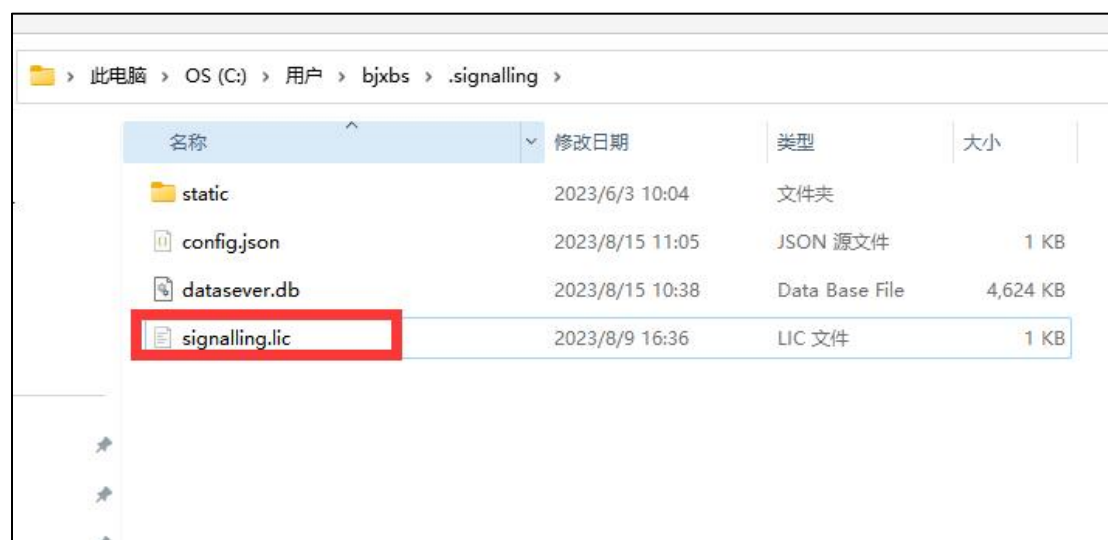 此电脑 › OS (C:) › 用户 › bjxbs › .signalling ›
名称 修改日期 类型 大小
static 2023/6/3 10:04 文件夹
config.json 2023/8/15 11:05 JSON 源文件 1 KB
datasever.db 2023/8/15 10:38 Data Base File 4,624 KB
signalling.lic 2023/8/9 16:36 LIC 文件 1 KB